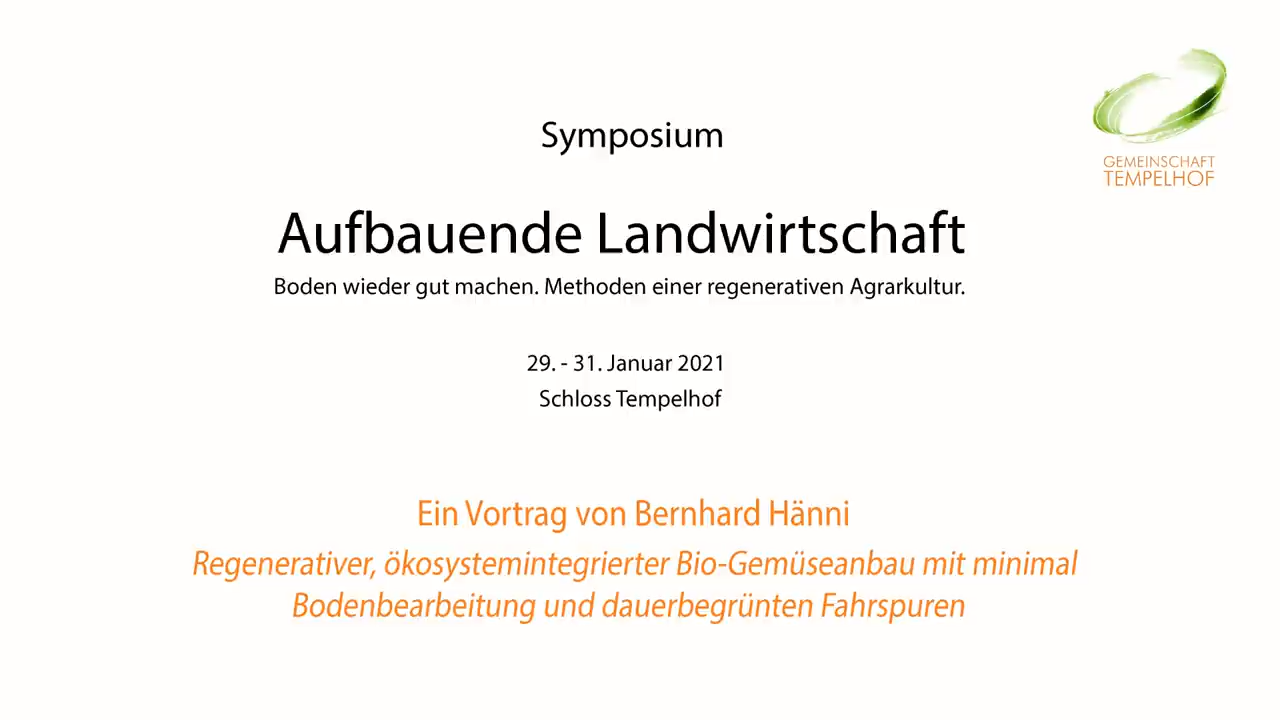 Symposium
GEMEINSCHAFT
TEMPELHOF
Aufbauende Landwirtschaft
Boden wieder gut machen. Methoden einer regenerativen Agrarkultur.
29. - 31. Januar 2021
Schloss Tempelhof
Ein Vortrag von Bernhard Hänni
Regenerativer, ökosystemintegrierter Bio-Gemüseanbau mit minimal
Bodenbearbeitung und dauerbegrünten Fahrspuren